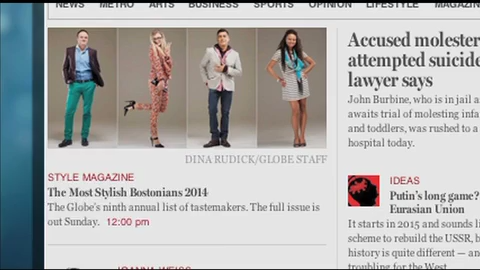 NEWS METRO ARTS BUSINESS SPORTS OPINION LIFESTYLE MAGAZIN
DINA RUDICK/GLOBE STAFF
STYLE MAGAZINE
The Most Stylish Bostonians 2014
The Globe's ninth annual list of tastemakers. The full issue is
out Sunday. 12:00 pm
JOANNA WEISS
Accused molester
attempted suicide
lawyer says
John Burbine, who is in jail a
awaits trial of molesting infa
and toddlers, was rushed to a
hospital today.
IDEAS
Putin's long game?
Eurasian Union
It starts in 2015 and sounds li
scheme to rebuild the USSR, b
history is quite different — an
troubling for the West.